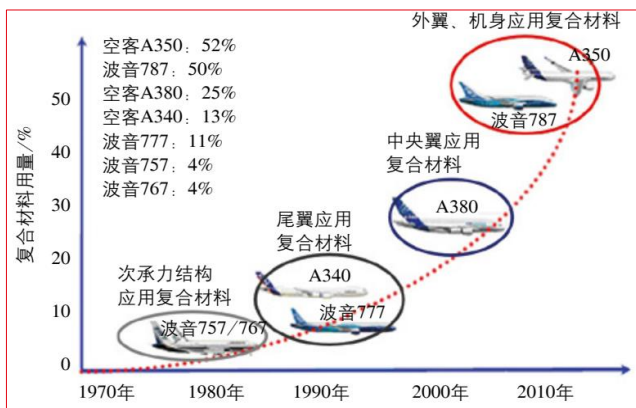 外翼、机身应用复合材料
空客A350：52%
波音787：50%
空客A380：25%
空客A340：13%
波音777：11%
波音757：4%
波音767：4%
A350
波音787
中央翼应用
复合材料
A380
尾翼应用
复合材料
A340
波音777
次承力结构
应用复合材料
波音757/767
复合材料用量/%
50
40
30
20
10
0
1970年
1980年
1990年
2000年
2010年